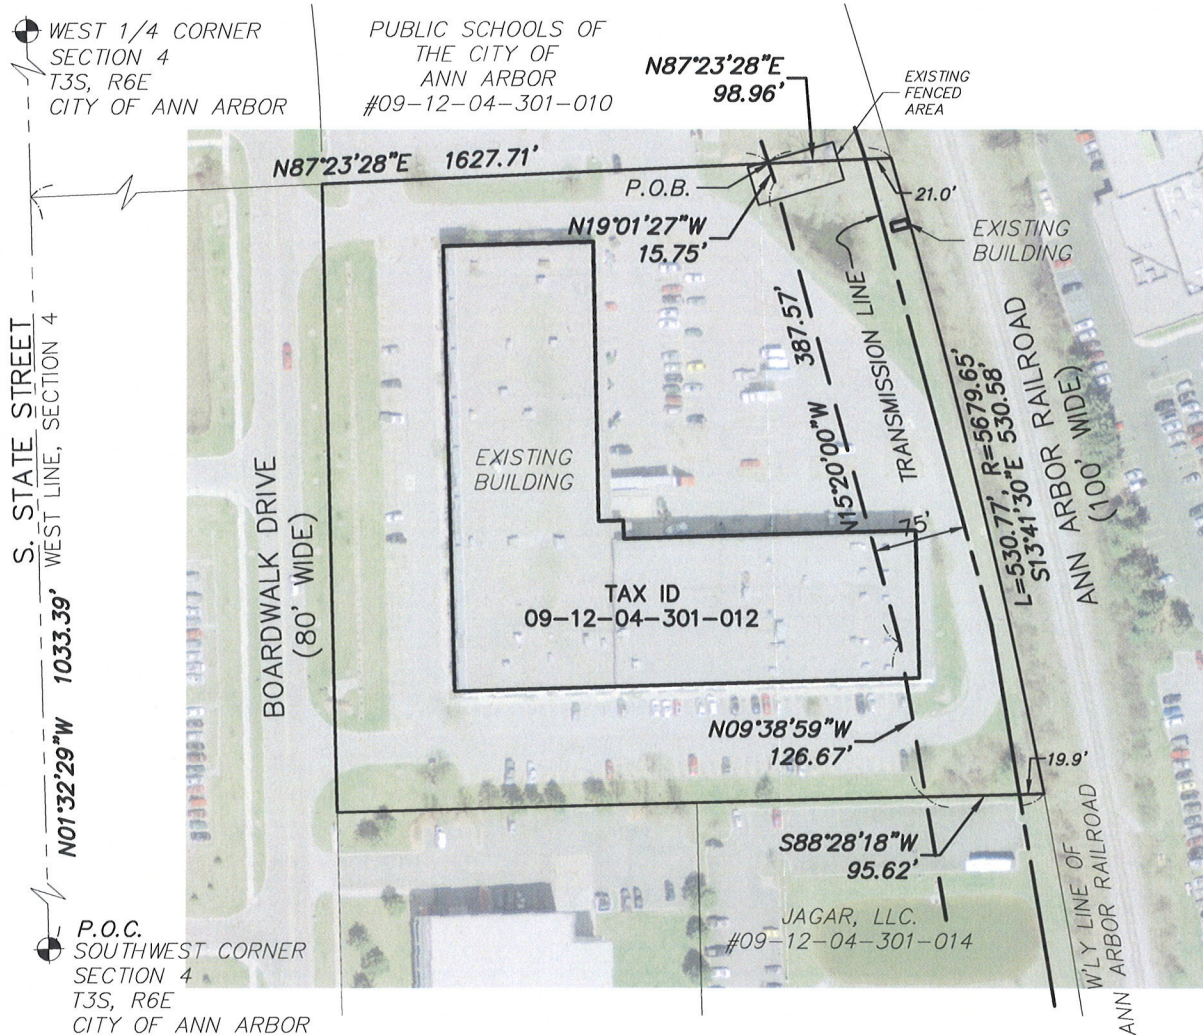 WEST 1/4 CORNER
SECTION 4
T3S, R6E
CITY OF ANN ARBOR
PUBLIC SCHOOLS OF
THE CITY OF
ANN ARBOR
#09-12-04-301-010
N87°23'28"E
98.96'
EXISTING
FENCED
AREA
N87°23'28"E 1627.71'
P.O.B.
21.0'
N19°01'27"W
15.75'
EXISTING
BUILDING
387.57'
N15°20'00"W
TRANSMISSION LINE
L=530.77', R=5679.65'
S13°41'30"E 530.58'
ANN ARBOR RAILROAD
(100' WIDE)
S. STATE STREET
WEST LINE, SECTION 4
N01°32'29"W 1033.39'
BOARDWALK DRIVE
(80' WIDE)
EXISTING
BUILDING
75'
TAX ID
09-12-04-301-012
N09°38'59"W
126.67'
19.9'
S88°28'18"W
95.62'
JAGAR, LLC.
#09-12-04-301-014
W'LY LINE OF
ANN ARBOR RAILROAD
P.O.C.
SOUTHWEST CORNER
SECTION 4
T3S, R6E
CITY OF ANN ARBOR